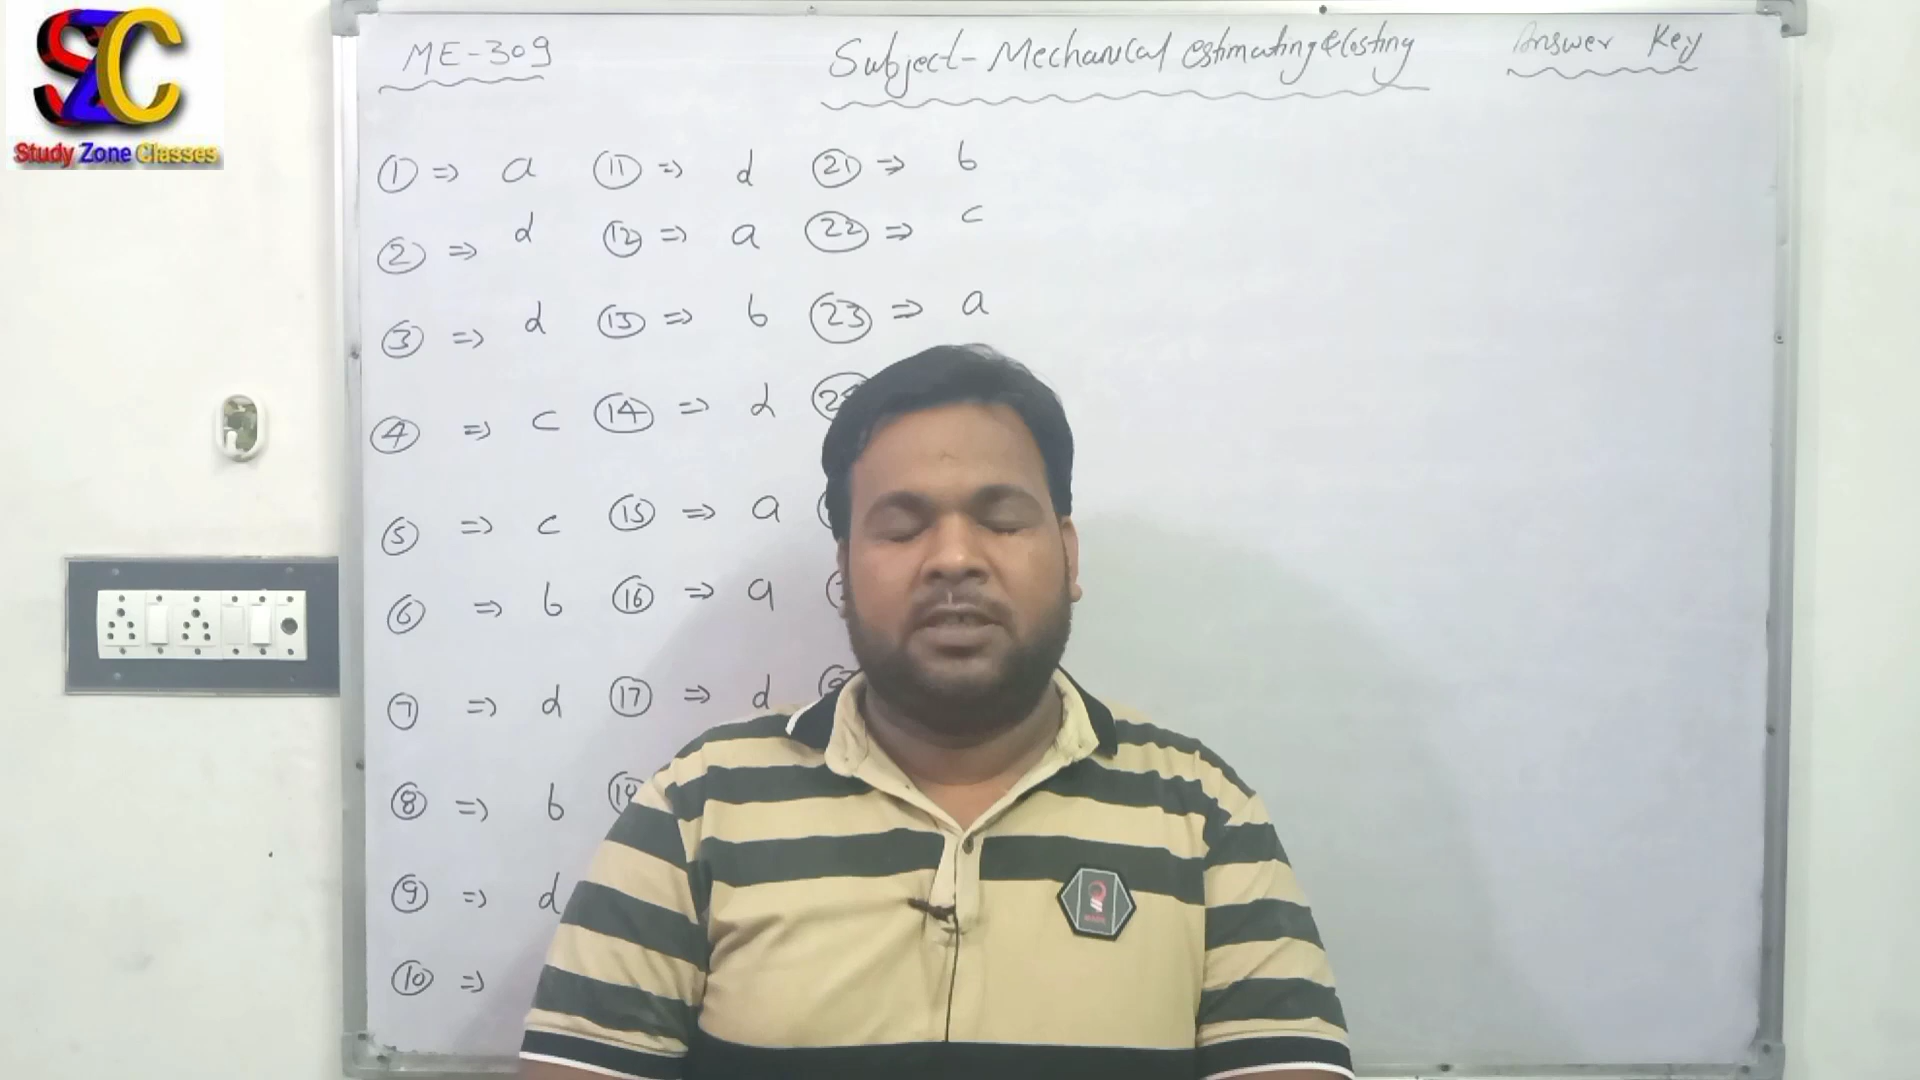 SZC
Study Zone Classes
ME-309 Subject- Mechanical estimating & Costing Answer Key
① => a ⑪ => d ㉑ => b
② => d ⑫ => a ㉒ => c
③ => d ⑬ => b ㉓ => a
④ => c ⑭ => d
⑤ => c ⑮ => a
⑥ => b ⑯ => a
⑦ => d ⑰ => d
⑧ => b
⑨ => d
⑩ =>